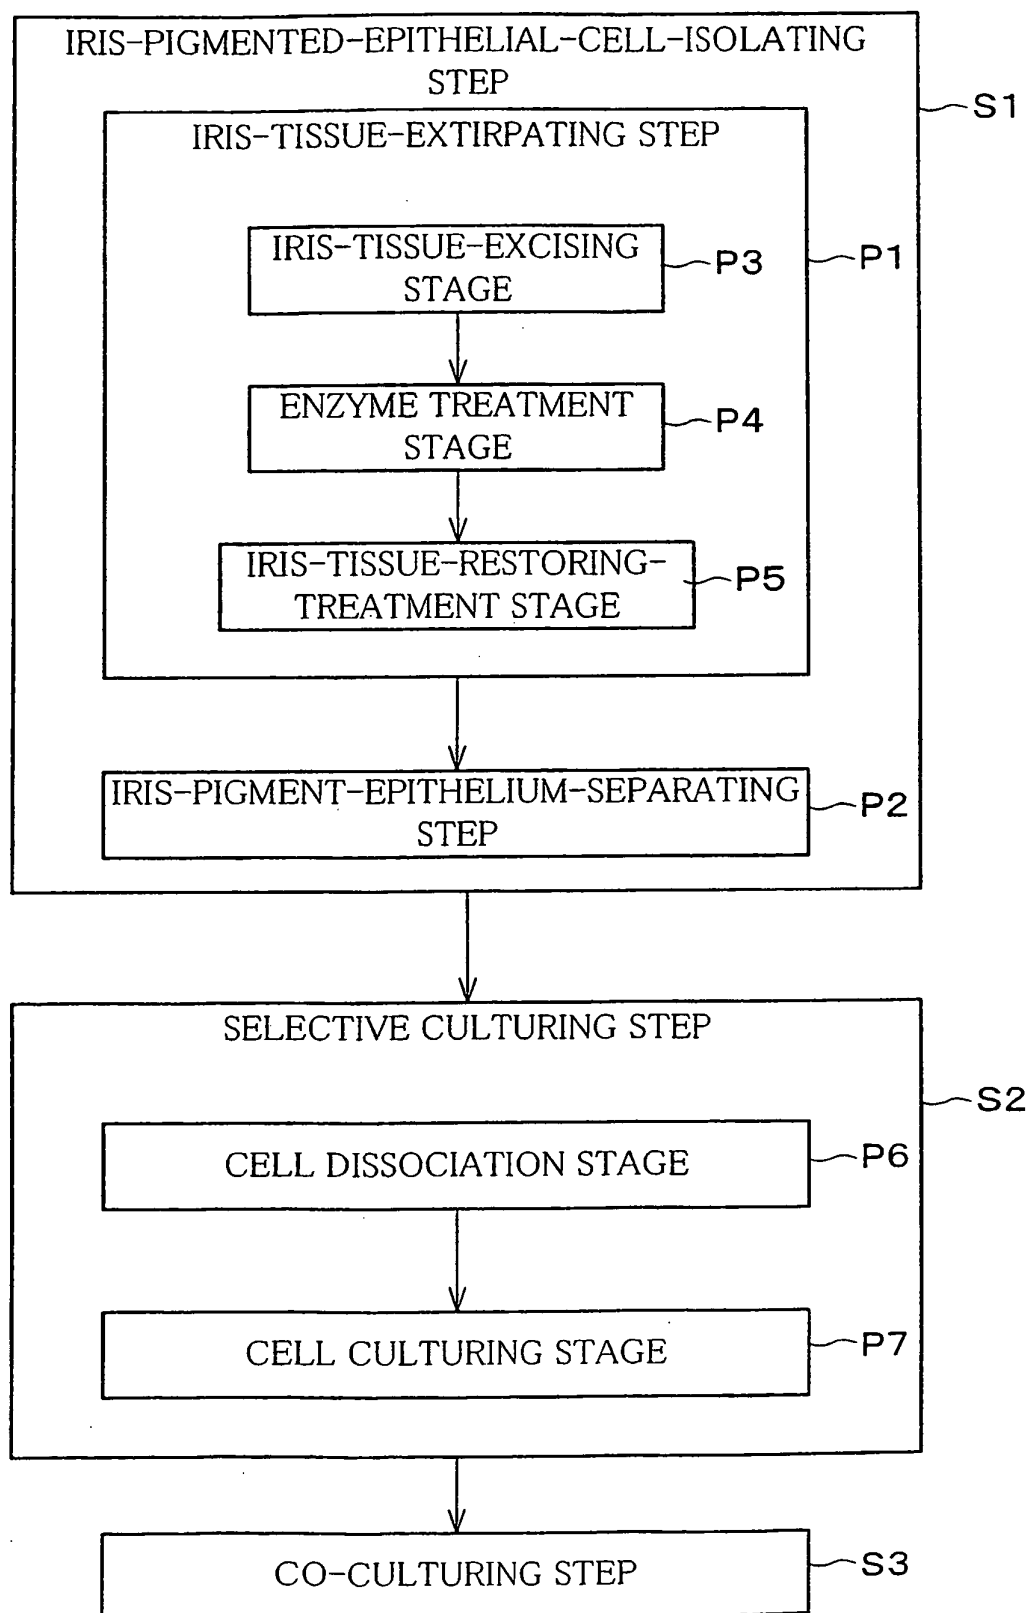 IRIS-PIGMENTED-EPITHELIAL-CELL-ISOLATING
STEP
S1
IRIS-TISSUE-EXTIRPATING STEP
P1
IRIS-TISSUE-EXCISING
STAGE
P3
ENZYME TREATMENT
STAGE
P4
IRIS-TISSUE-RESTORING-
TREATMENT STAGE
P5
IRIS-PIGMENT-EPITHELIUM-SEPARATING
STEP
P2
SELECTIVE CULTURING STEP
S2
CELL DISSOCIATION STAGE
P6
CELL CULTURING STAGE
P7
CO-CULTURING STEP
S3